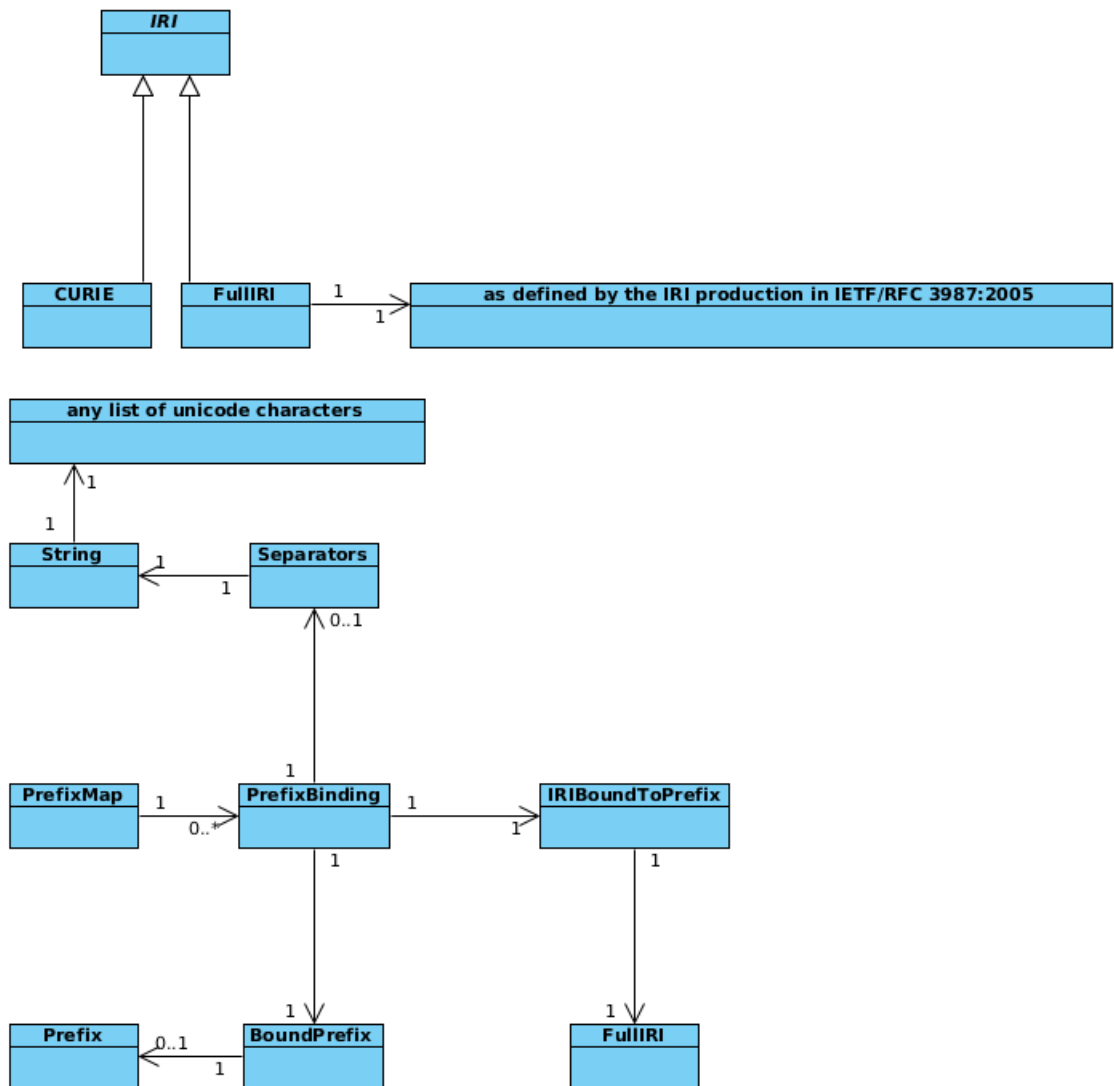 IRI
CURIE
FullIRI
1
1
as defined by the IRI production in IETF/RFC 3987:2005
any list of unicode characters
1
1
String
1
1
Separators
0..1
1
PrefixMap
1
0..*
PrefixBinding
1
1
IRIBoundToPrefix
1
1
1
1
Prefix
0..1
1
BoundPrefix
FullIRI